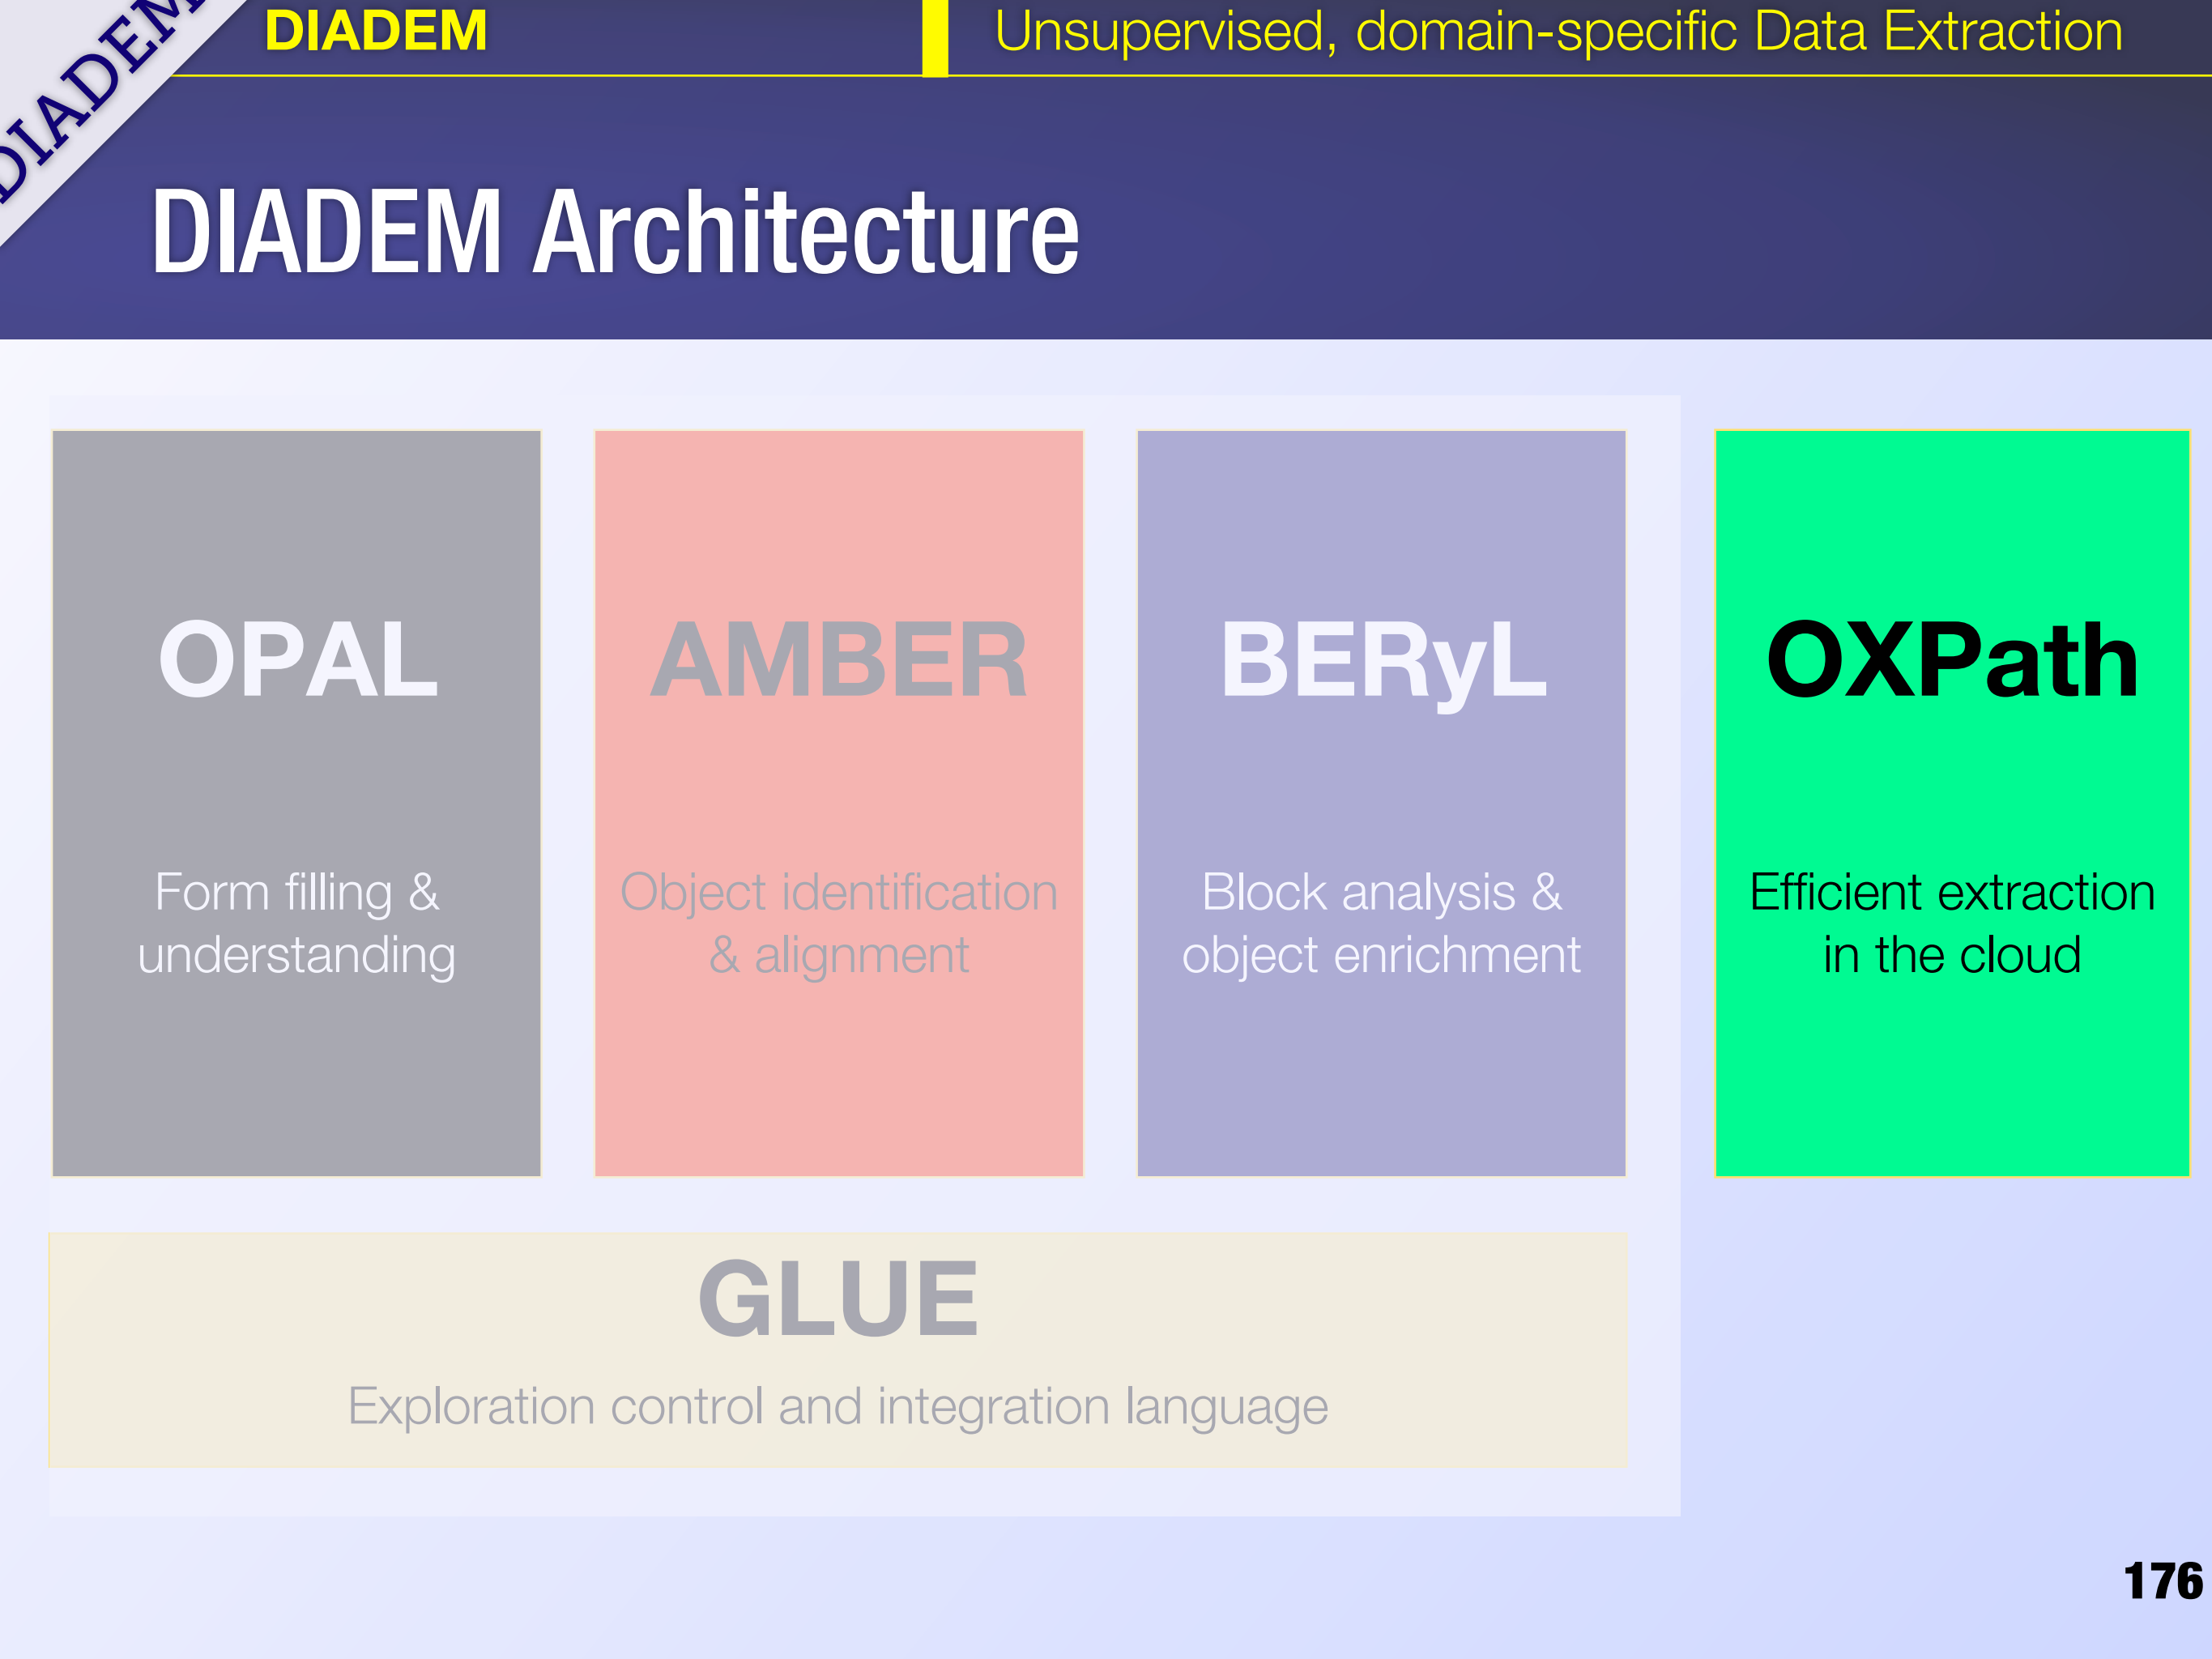 DIADEM
DIADEM
Unsupervised, domain-specific Data Extraction
DIADEM Architecture
OPAL
Form filling &
understanding
AMBER
Object identification
& alignment
BERyL
Block analysis &
object enrichment
OXPath
Efficient extraction
in the cloud
GLUE
Exploration control and integration language
176